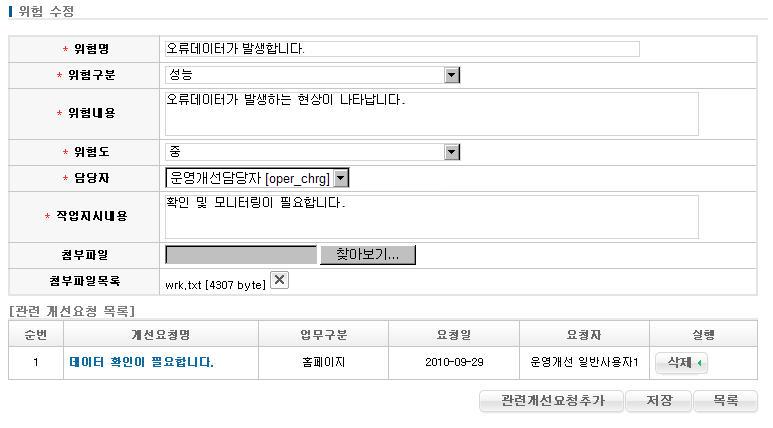 위험 수정
* 위험명 오류데이터가 발생합니다.
* 위험구분 성능
* 위험내용 오류데이터가 발생하는 현상이 나타납니다.
* 위험도 중
* 담당자 운영개선담당자 [oper_chrg]
* 작업지시내용 확인 및 모니터링이 필요합니다.
첨부파일 찾아보기...
첨부파일목록 wrk.txt [4307 byte] X
[관련 개선요청 목록]
순번 개선요청명 업무구분 요청일 요청자 실행
1 데이터 확인이 필요합니다. 홈페이지 2010-09-29 운영개선 일반사용자1 삭제
관련개선요청추가 저장 목록